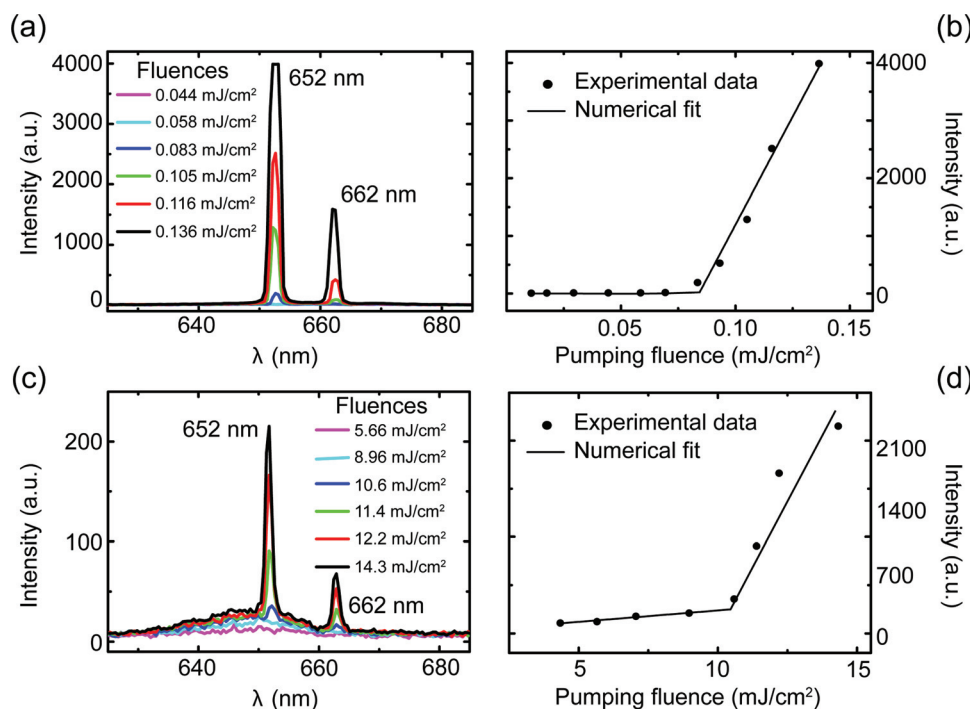 (a)
Intensity (a.u.)
4000
3000
2000
1000
0
Fluences
0.044 mJ/cm²
0.058 mJ/cm²
0.083 mJ/cm²
0.105 mJ/cm²
0.116 mJ/cm²
0.136 mJ/cm²
652 nm
662 nm
640 660 680
λ (nm)
(b)
Experimental data
Numerical fit
4000
2000
0
Intensity (a.u.)
0.05 0.10 0.15
Pumping fluence (mJ/cm²)
(c)
Intensity (a.u.)
200
100
0
652 nm
Fluences
5.66 mJ/cm²
8.96 mJ/cm²
10.6 mJ/cm²
11.4 mJ/cm²
12.2 mJ/cm²
14.3 mJ/cm²
662 nm
640 660 680
λ (nm)
(d)
Experimental data
Numerical fit
2100
1400
700
0
Intensity (a.u.)
5 10 15
Pumping fluence (mJ/cm²)